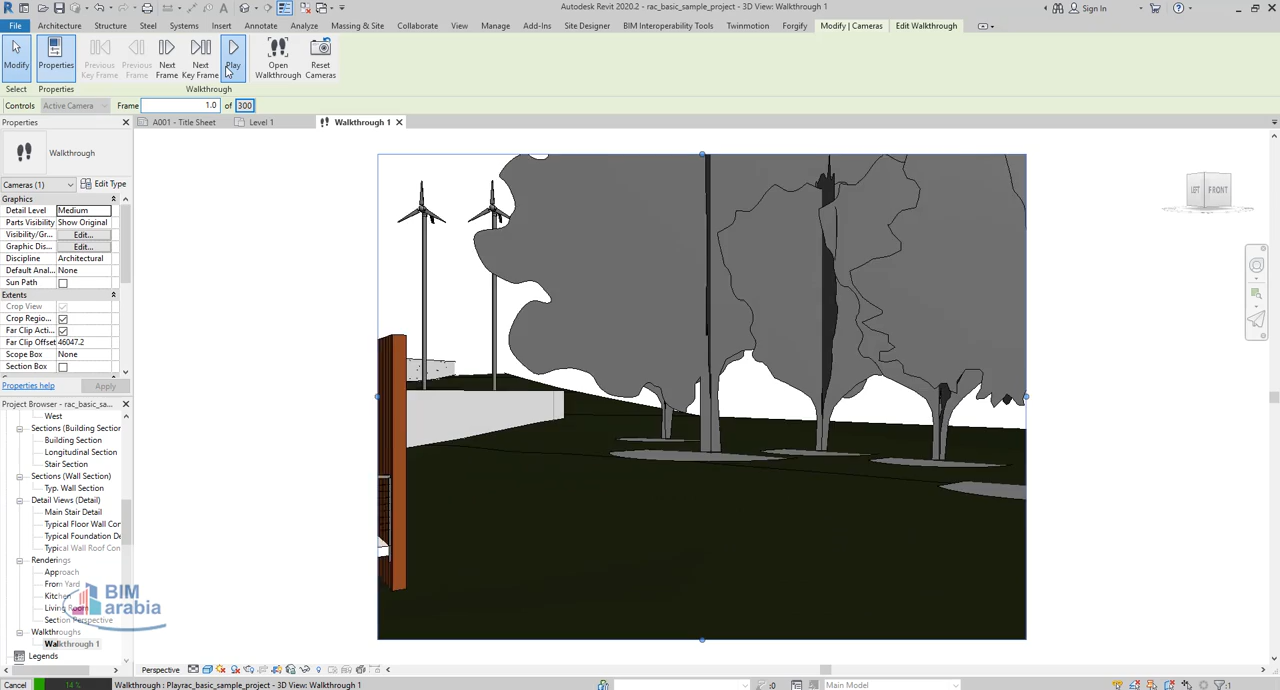 Autodesk Revit 2020.2 - rac_basic_sample_project - 3D View: Walkthrough 1
Sign In
File Architecture Structure Steel Systems Insert Annotate Analyze Massing & Site Collaborate View Manage Add-Ins Site Designer BIM Interoperability Tools Twinmotion Forgify Modify | Cameras Edit Walkthrough
Modify
Properties
Previous Key Frame
Previous Frame
Next Frame
Next Key Frame
Play
Open Walkthrough
Reset Cameras
Select Properties Walkthrough
Controls Active Camera Frame 1.0 of 300
Properties
A001 - Title Sheet Level 1 Walkthrough 1
Walkthrough
Cameras (1) Edit Type
Graphics
Detail Level Medium
Parts Visibility Show Original
Visibility/Gr... Edit...
Graphic Dis... Edit...
Discipline Architectural
Default Anal... None
Sun Path
Extents
Crop View
Crop Regio...
Far Clip Acti...
Far Clip Offset 46047.2
Scope Box None
Section Box
Properties help Apply
LEFT FRONT
Project Browser - rac_basic_sa...
West
Sections (Building Section
Building Section
Longitudinal Section
Stair Section
Sections (Wall Section)
Typ. Wall Section
Detail Views (Detail)
Main Stair Detail
Typical Floor Wall Con
Typical Foundation De
Typical Wall Roof Con
Renderings
Approach
From Yard
Kitchen
Living Room
Section Perspective
Walkthroughs
Walkthrough 1
Legends
BIM
arabia
Perspective
Cancel 14 % Walkthrough : Playrac_basic_sample_project - 3D View: Walkthrough 1 :0 Main Model :1